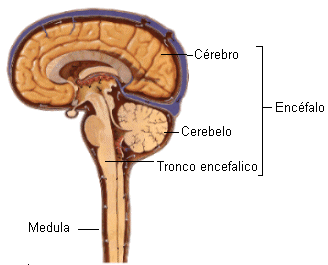 Cérebro
Encéfalo
Cerebelo
Tronco encefalico
Medula